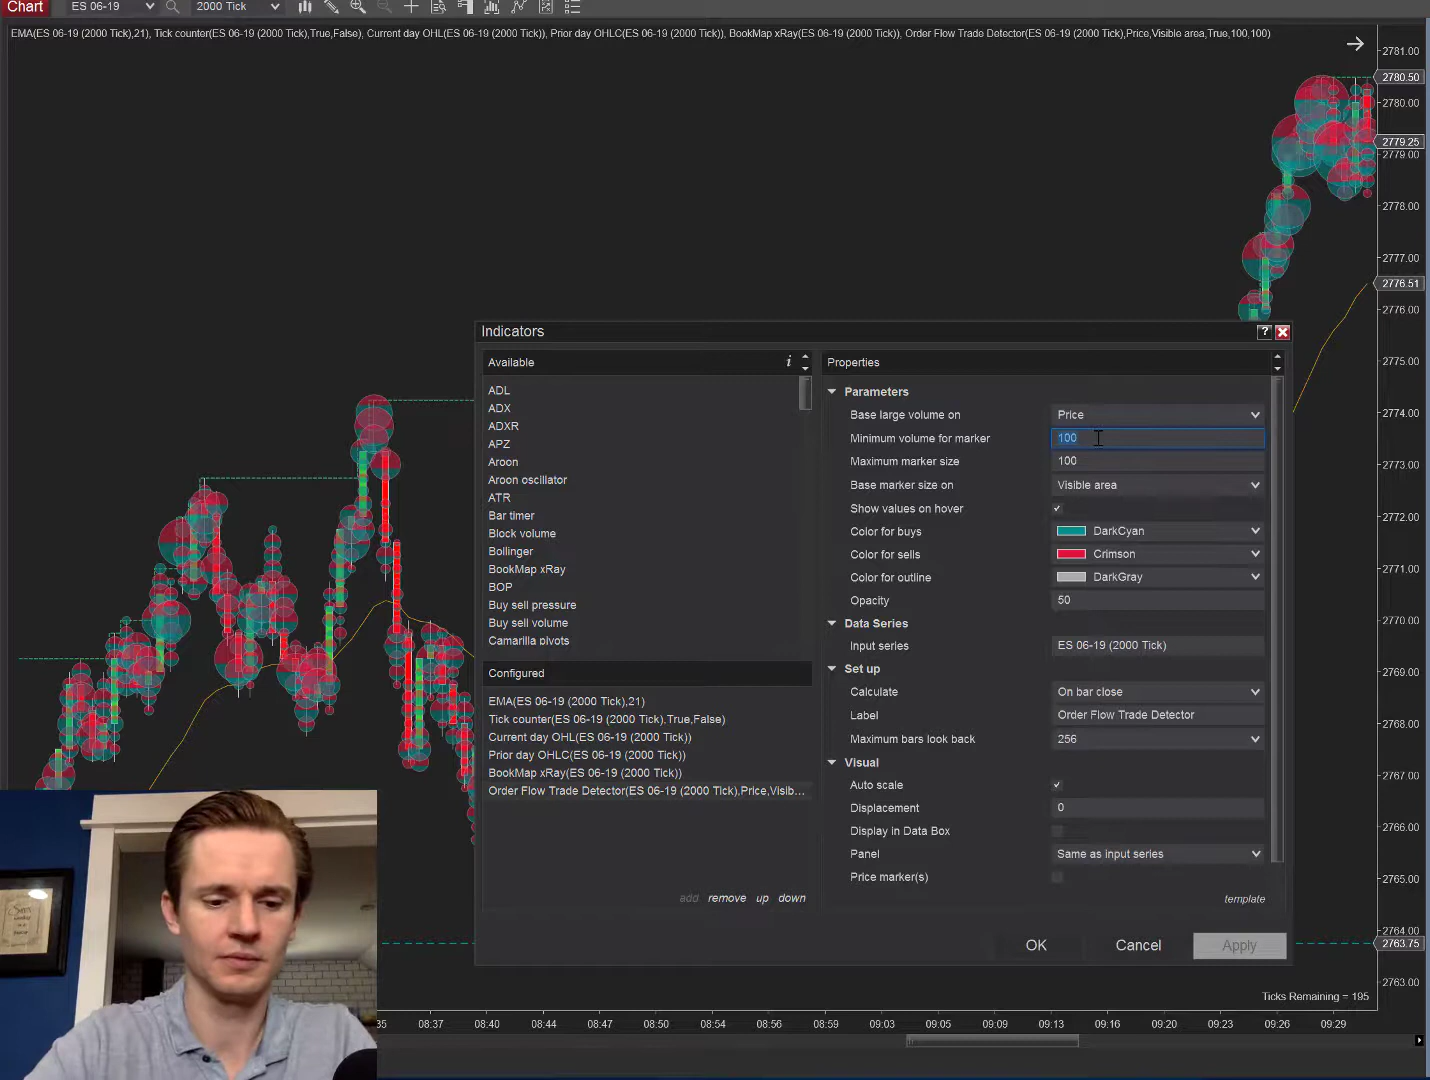 Chart ES 06-19 2000 Tick
EMA(ES 06-19 (2000 Tick),21), Tick counter(ES 06-19 (2000 Tick),True,False), Current day OHL(ES 06-19 (2000 Tick)), Prior day OHLC(ES 06-19 (2000 Tick)), BookMap xRay(ES 06-19 (2000 Tick)), Order Flow Trade Detector(ES 06-19 (2000 Tick),Price,Visible area,True,100,100)
2781.00
2780.50
2780.00
2779.25
2779.00
2778.00
2777.00
2776.51
2776.00
2775.00
2774.00
2773.00
2772.00
2771.00
2770.00
2769.00
2768.00
2767.00
2766.00
2765.00
2764.00
2763.75
2763.00
Indicators
?
Available i
ADL
ADX
ADXR
APZ
Aroon
Aroon oscillator
ATR
Bar timer
Block volume
Bollinger
BookMap xRay
BOP
Buy sell pressure
Buy sell volume
Camarilla pivots
Configured
EMA(ES 06-19 (2000 Tick),21)
Tick counter(ES 06-19 (2000 Tick),True,False)
Current day OHL(ES 06-19 (2000 Tick))
Prior day OHLC(ES 06-19 (2000 Tick))
BookMap xRay(ES 06-19 (2000 Tick))
Order Flow Trade Detector(ES 06-19 (2000 Tick),Price,Visib...
add remove up down
Properties
Parameters
Base large volume on Price
Minimum volume for marker 100
Maximum marker size 100
Base marker size on Visible area
Show values on hover
Color for buys DarkCyan
Color for sells Crimson
Color for outline DarkGray
Opacity 50
Data Series
Input series ES 06-19 (2000 Tick)
Set up
Calculate On bar close
Label Order Flow Trade Detector
Maximum bars look back 256
Visual
Auto scale
Displacement 0
Display in Data Box
Panel Same as input series
Price marker(s)
template
OK Cancel Apply
Ticks Remaining = 195
:35 08:37 08:40 08:44 08:47 08:50 08:54 08:56 08:59 09:03 09:05 09:09 09:13 09:16 09:20 09:23 09:26 09:29